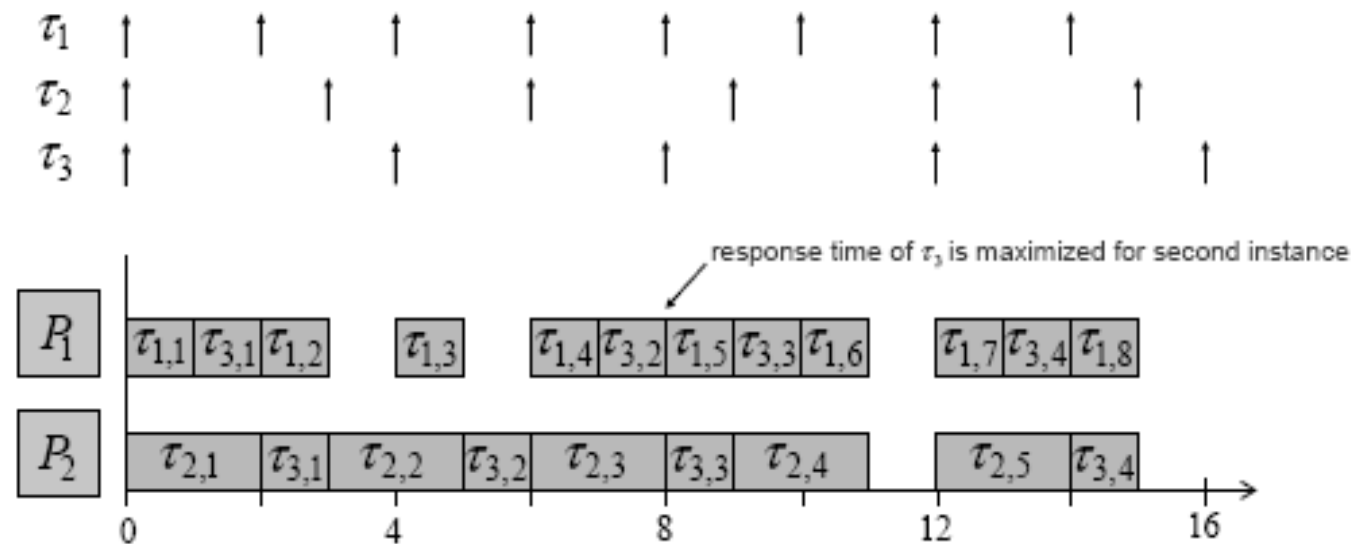 τ1
τ2
τ3
response time of τ3 is maximized for second instance
P1 τ1,1 τ3,1 τ1,2 τ1,3 τ1,4 τ3,2 τ1,5 τ3,3 τ1,6 τ1,7 τ3,4 τ1,8
P2 τ2,1 τ3,1 τ2,2 τ3,2 τ2,3 τ3,3 τ2,4 τ2,5 τ3,4
0 4 8 12 16